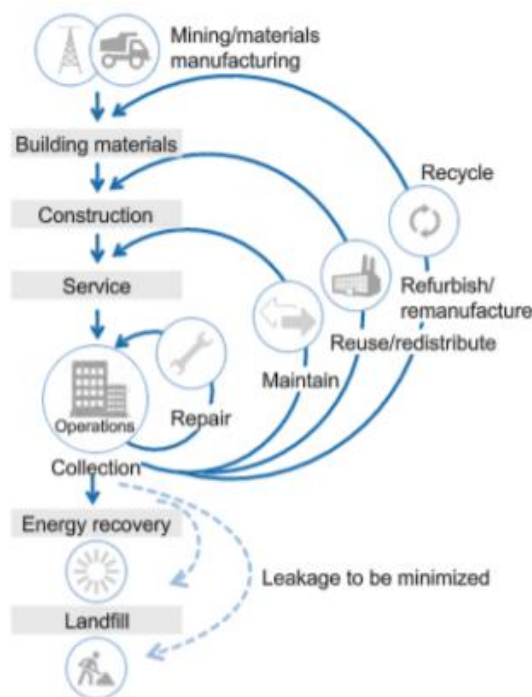 Mining/materials
manufacturing
Building materials
Recycle
Construction
Service
Refurbish/
remanufacture
Reuse/redistribute
Maintain
Repair
Operations
Collection
Energy recovery
Leakage to be minimized
Landfill